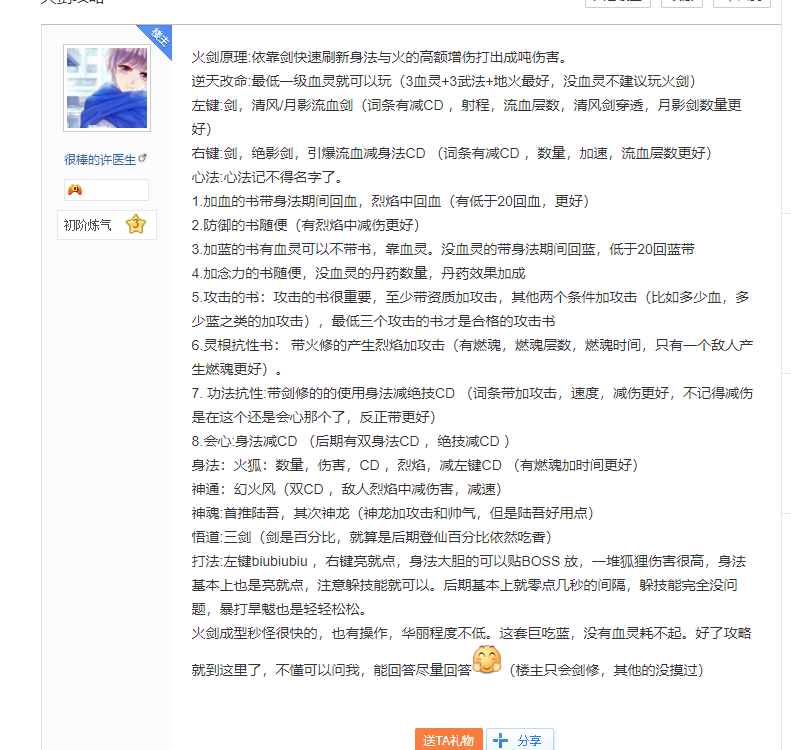 楼主
火剑原理:依靠剑快速刷新身法与火的高额增伤打出成吨伤害。
逆天改命:最低一级血灵就可以玩（3血灵+3武法+地火最好，没血灵不建议玩火剑）
左键:剑，清风/月影流血剑（词条有减CD ，射程，流血层数，清风剑穿透，月影剑数量更
好）
右键:剑，绝影剑，引爆流血减身法CD （词条有减CD ，数量，加速，流血层数更好）
心法:心法记不得名字了。
1.加血的书带身法期间回血，烈焰中回血（有低于20回血，更好）
2.防御的书随便（有烈焰中减伤更好）
3.加蓝的书有血灵可以不带书，靠血灵。没血灵的带身法期间回蓝，低于20回蓝带
4.加念力的书随便，没血灵的丹药数量，丹药效果加成
5.攻击的书：攻击的书很重要，至少带资质加攻击，其他两个条件加攻击（比如多少血，多
少蓝之类的加攻击），最低三个攻击的书才是合格的攻击书
6.灵根抗性书： 带火修的产生烈焰加攻击（有燃魂，燃魂层数，燃魂时间，只有一个敌人产
生燃魂更好）。
7. 功法抗性:带剑修的的使用身法减绝技CD （词条带加攻击，速度，减伤更好，不记得减伤
是在这个还是会心那个了，反正带更好）
8.会心:身法减CD （后期有双身法CD ，绝技减CD ）
身法：火狐：数量，伤害，CD ，烈焰，减左键CD （有燃魂加时间更好）
神通：幻火风（双CD ，敌人烈焰中减伤害，减速）
神魂:首推陆吾，其次神龙（神龙加攻击和帅气，但是陆吾好用点）
悟道:三剑（剑是百分比，就算是后期登仙百分比依然吃香）
打法:左键biubiubiu ，右键亮就点，身法大胆的可以贴BOSS 放，一堆狐狸伤害很高，身法
基本上也是亮就点，注意躲技能就可以。后期基本上就零点几秒的间隔，躲技能完全没问
题，暴打旱魃也是轻轻松松。
火剑成型秒怪很快的，也有操作，华丽程度不低。这套巨吃蓝，没有血灵耗不起。好了攻略
就到这里了，不懂可以问我，能回答尽量回答（楼主只会剑修，其他的没摸过）
很棒的许医生
初阶炼气 3
送TA礼物
分享